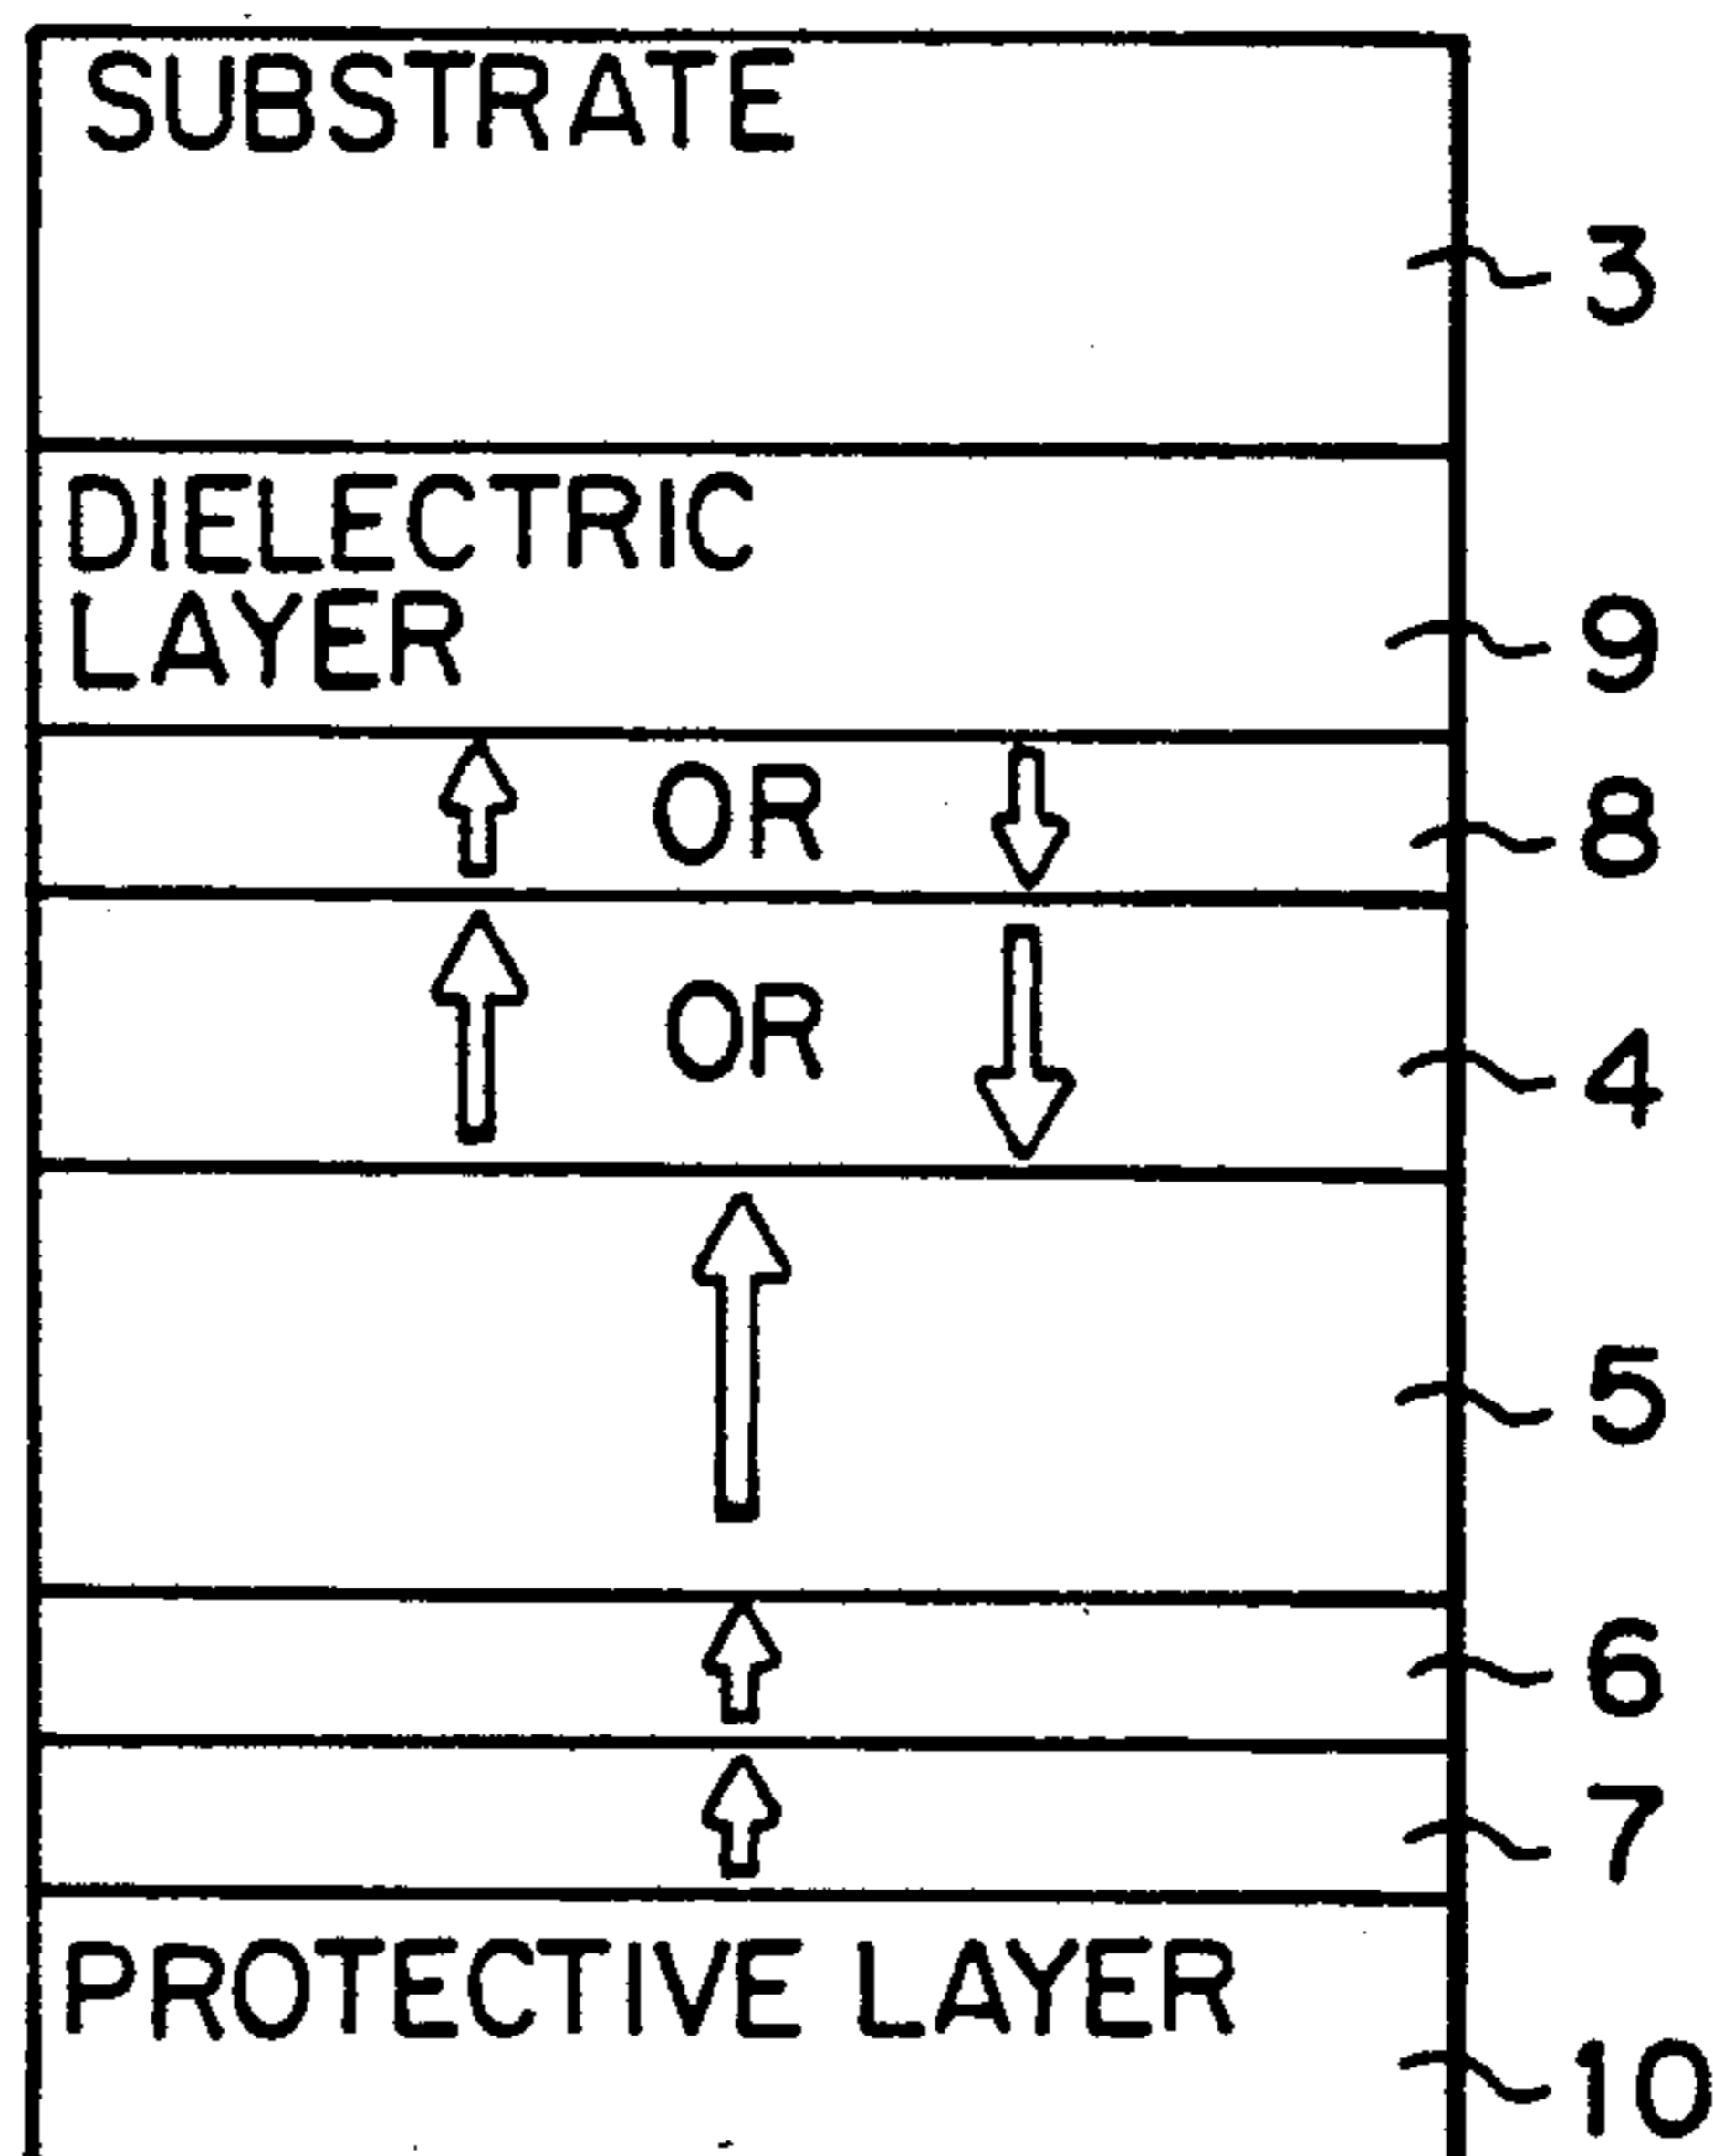 SUBSTRATE
3
DIELECTRIC
LAYER
9
OR
8
OR
4
5
6
7
PROTECTIVE LAYER
10